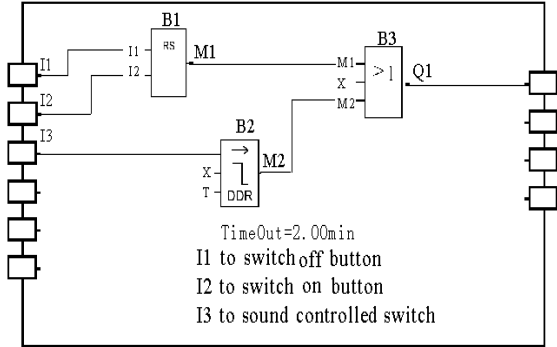 B1
I1 RS M1
I2
B3
M1 >1 Q1
X
M2
I1
I2
I3
B2
X M2
T DDR
TimeOut=2.00min
I1 to switch off button
I2 to switch on button
I3 to sound controlled switch